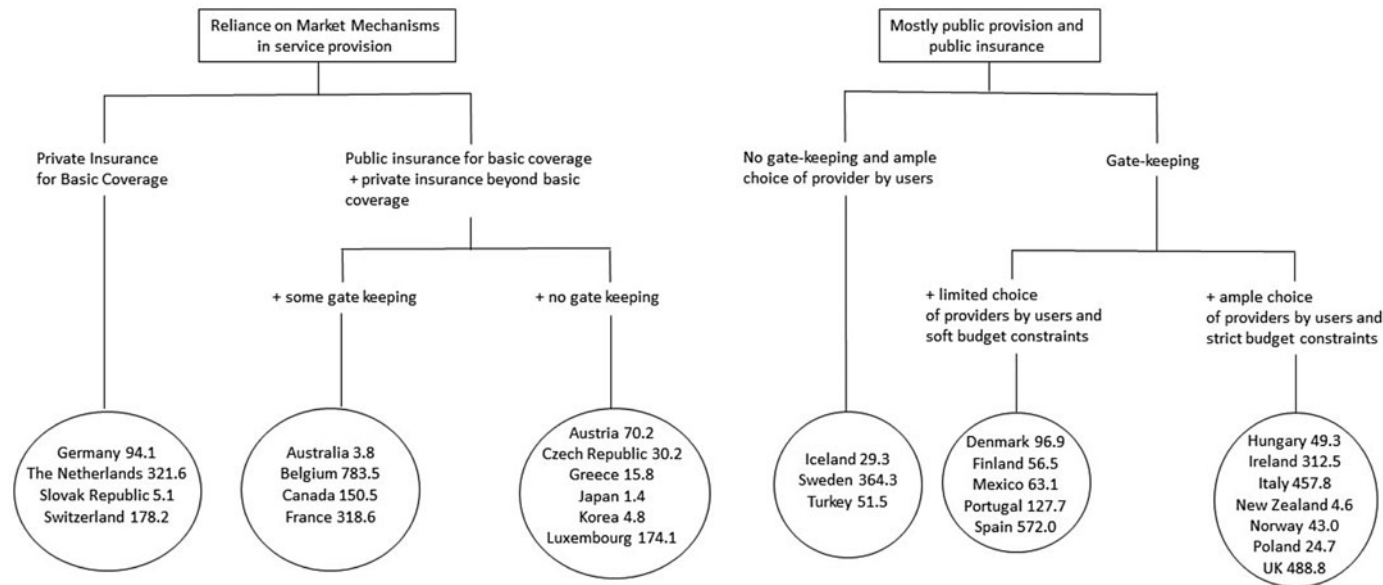 Reliance on Market Mechanisms
in service provision
Private Insurance
for Basic Coverage
Public insurance for basic coverage
+ private insurance beyond basic
coverage
+ some gate keeping
+ no gate keeping
Germany 94.1
The Netherlands 321.6
Slovak Republic 5.1
Switzerland 178.2
Australia 3.8
Belgium 783.5
Canada 150.5
France 318.6
Austria 70.2
Czech Republic 30.2
Greece 15.8
Japan 1.4
Korea 4.8
Luxembourg 174.1
Mostly public provision and
public insurance
No gate-keeping and ample
choice of provider by users
Gate-keeping
+ limited choice
of providers by users and
soft budget constraints
+ ample choice
of providers by users and
strict budget constraints
Iceland 29.3
Sweden 364.3
Turkey 51.5
Denmark 96.9
Finland 56.5
Mexico 63.1
Portugal 127.7
Spain 572.0
Hungary 49.3
Ireland 312.5
Italy 457.8
New Zealand 4.6
Norway 43.0
Poland 24.7
UK 488.8